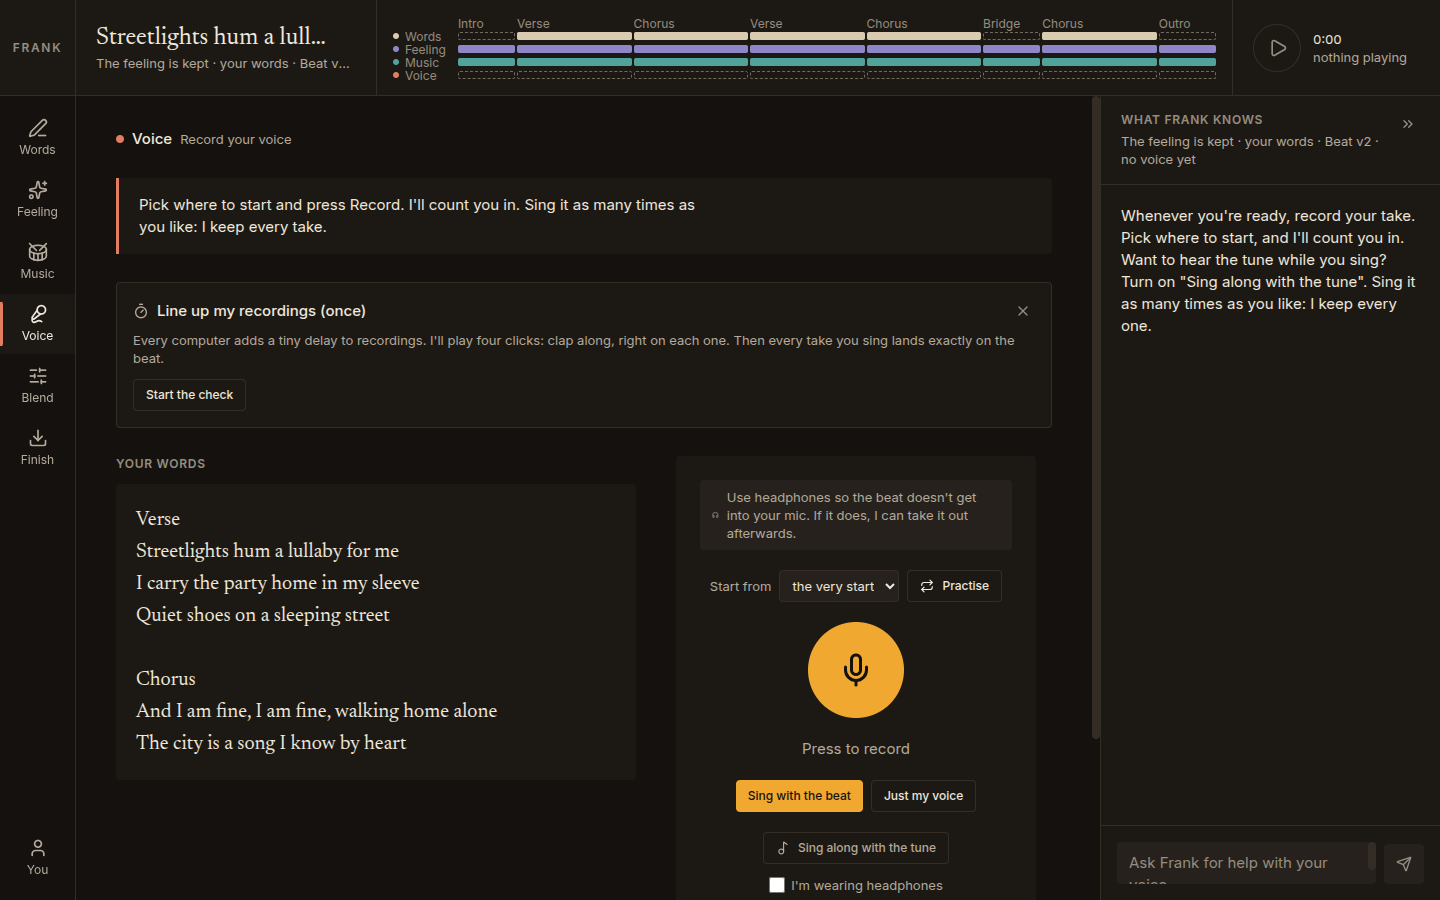 FRANK
Streetlights hum a lull...
The feeling is kept · your words · Beat v...
Intro Verse Chorus Verse Chorus Bridge Chorus Outro
Words
Feeling
Music
Voice
0:00
nothing playing
Words
Feeling
Music
Voice
Blend
Finish
You
Voice Record your voice
Pick where to start and press Record. I'll count you in. Sing it as many times as
you like: I keep every take.
Line up my recordings (once)
Every computer adds a tiny delay to recordings. I'll play four clicks: clap along, right on each one. Then every take you sing lands exactly on the
beat.
Start the check
YOUR WORDS
Verse
Streetlights hum a lullaby for me
I carry the party home in my sleeve
Quiet shoes on a sleeping street
Chorus
And I am fine, I am fine, walking home alone
The city is a song I know by heart
Use headphones so the beat doesn't get
into your mic. If it does, I can take it out
afterwards.
Start from the very start Practise
Press to record
Sing with the beat Just my voice
Sing along with the tune
I'm wearing headphones
WHAT FRANK KNOWS
The feeling is kept · your words · Beat v2 ·
no voice yet
Whenever you're ready, record your take.
Pick where to start, and I'll count you in.
Want to hear the tune while you sing?
Turn on "Sing along with the tune". Sing it
as many times as you like: I keep every
one.
Ask Frank for help with your
voice